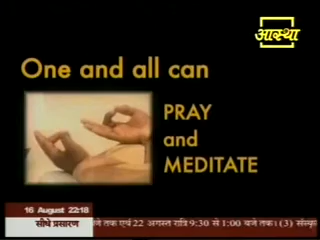 आस्था
One and all can
PRAY
and
MEDITATE
16 August 22:18
सीधे प्रसारण
बजे तक एवं 22 अगस्त रात्रि 9:30 से 1:00 बजे तक। (3)